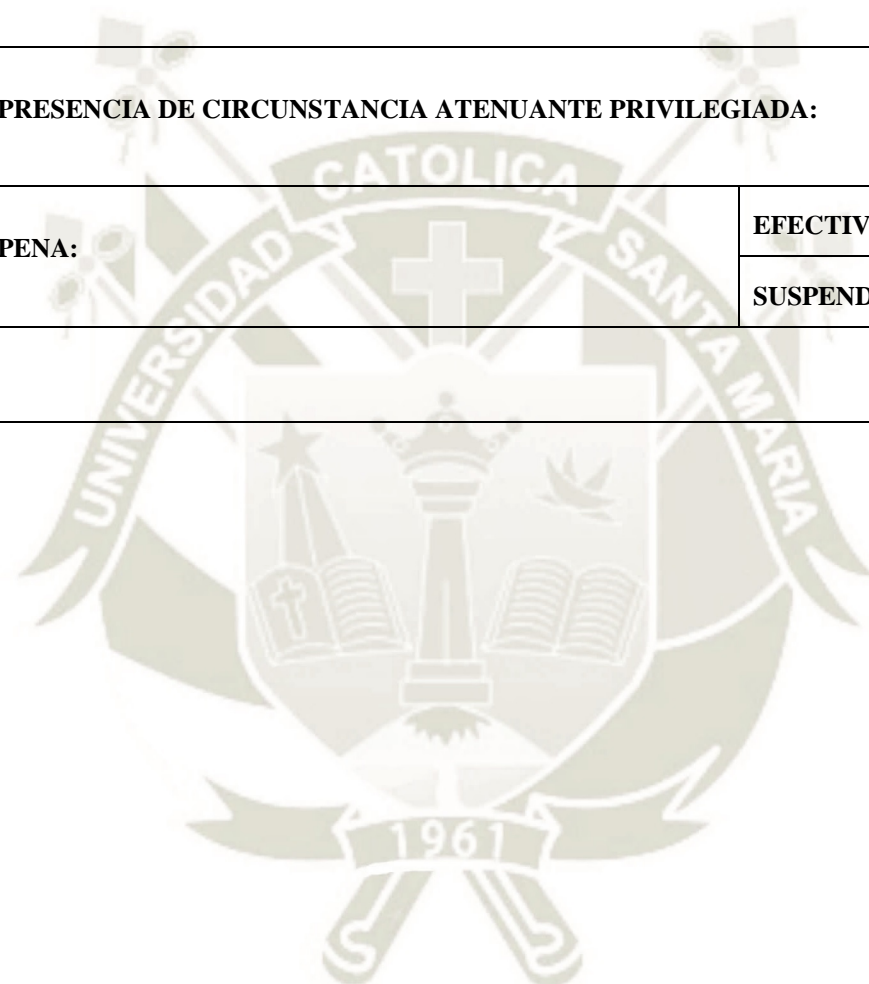 PRESENCIA DE CIRCUNSTANCIA ATENUANTE PRIVILEGIADA:
PENA:
EFECTIV
SUSPEND
UNIVERSIDAD CATOLICA SANTA MARIA
1961